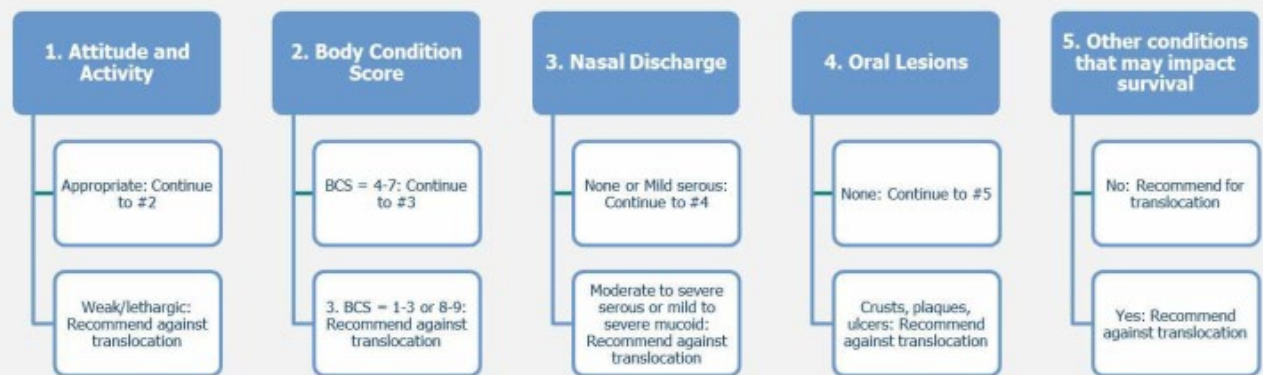 1. Attitude and
Activity
Appropriate: Continue
to #2
Weak/lethargic:
Recommend against
translocation
2. Body Condition
Score
BCS = 4-7: Continue
to #3
3. BCS = 1-3 or 8-9:
Recommend against
translocation
3. Nasal Discharge
None or Mild serous:
Continue to #4
Moderate to severe
serous or mild to
severe mucoid:
Recommend against
translocation
4. Oral Lesions
None: Continue to #5
Crusts, plaques,
ulcers: Recommend
against translocation
5. Other conditions
that may impact
survival
No: Recommend for
translocation
Yes: Recommend
against translocation